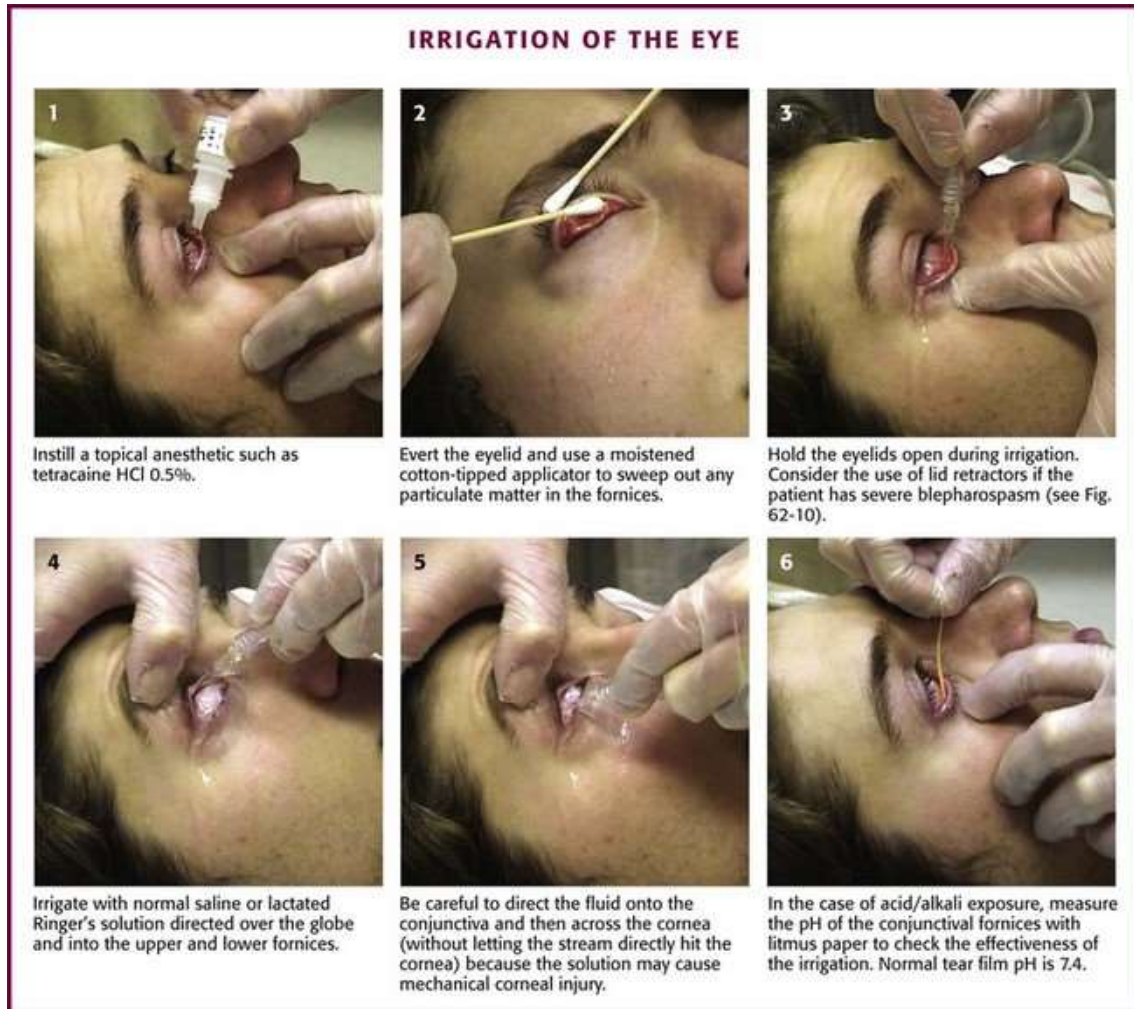 IRRIGATION OF THE EYE
1
2
3
Instill a topical anesthetic such as
tetracaine HCl 0.5%.
Evert the eyelid and use a moistened
cotton-tipped applicator to sweep out any
particulate matter in the fornices.
Hold the eyelids open during irrigation.
Consider the use of lid retractors if the
patient has severe blepharospasm (see Fig.
62-10).
4
5
6
Irrigate with normal saline or lactated
Ringer's solution directed over the globe
and into the upper and lower fornices.
Be careful to direct the fluid onto the
conjunctiva and then across the cornea
(without letting the stream directly hit the
cornea) because the solution may cause
mechanical corneal injury.
In the case of acid/alkali exposure, measure
the pH of the conjunctival fornices with
litmus paper to check the effectiveness of
the irrigation. Normal tear film pH is 7.4.